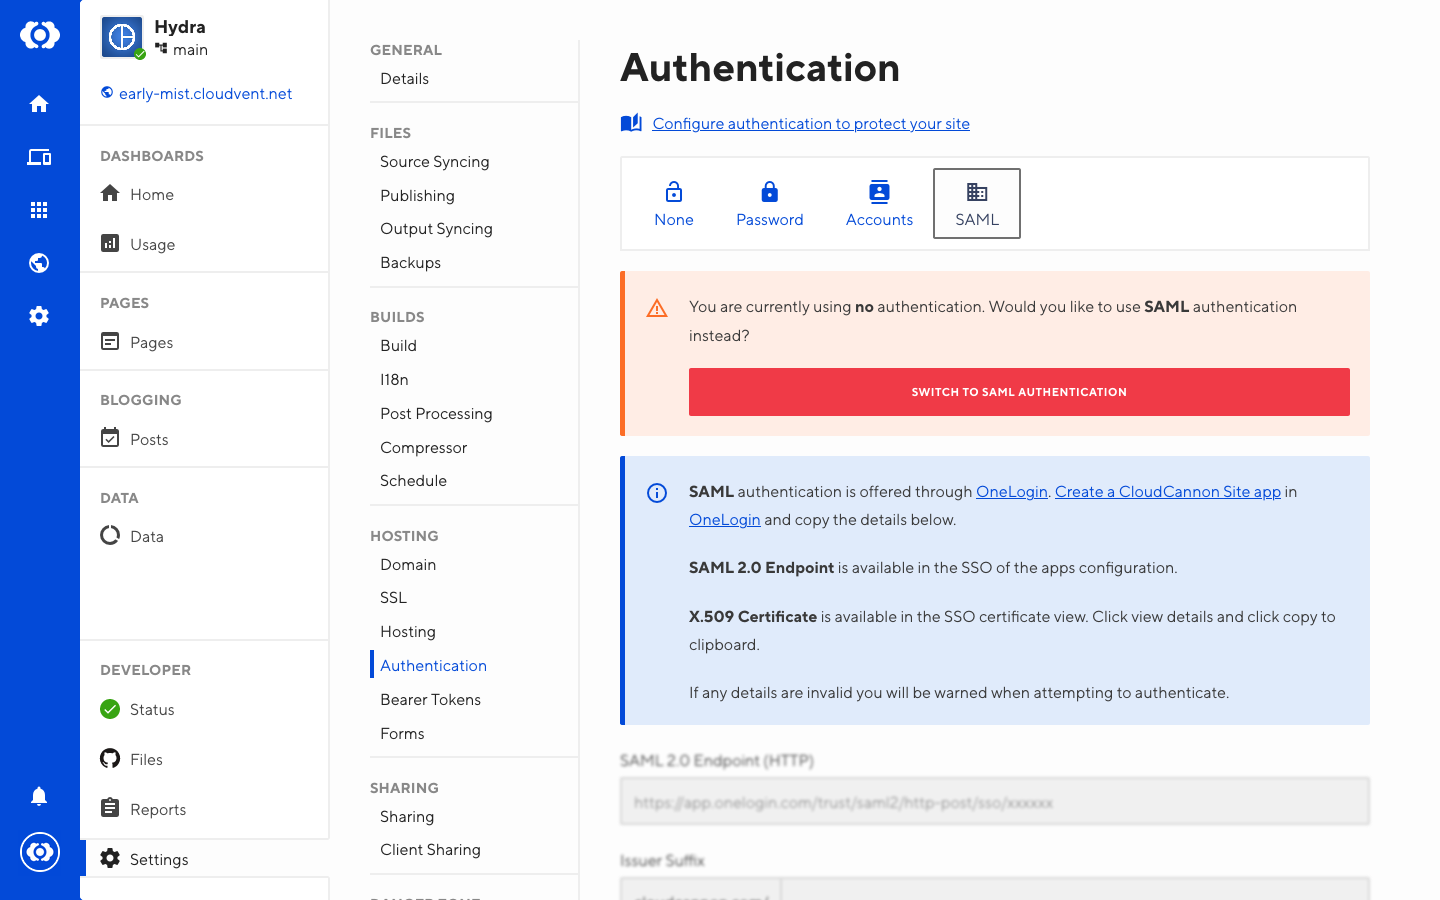 Hydra
main
early-mist.cloudvent.net
DASHBOARDS
Home
Usage
PAGES
Pages
BLOGGING
Posts
DATA
Data
DEVELOPER
Status
Files
Reports
Settings
GENERAL
Details
FILES
Source Syncing
Publishing
Output Syncing
Backups
BUILDS
Build
I18n
Post Processing
Compressor
Schedule
HOSTING
Domain
SSL
Hosting
Authentication
Bearer Tokens
Forms
SHARING
Sharing
Client Sharing
Authentication
Configure authentication to protect your site
None
Password
Accounts
SAML
You are currently using no authentication. Would you like to use SAML authentication
instead?
SWITCH TO SAML AUTHENTICATION
SAML authentication is offered through OneLogin. Create a CloudCannon Site app in
OneLogin and copy the details below.
SAML 2.0 Endpoint is available in the SSO of the apps configuration.
X.509 Certificate is available in the SSO certificate view. Click view details and click copy to
clipboard.
If any details are invalid you will be warned when attempting to authenticate.
SAML 2.0 Endpoint (HTTP)
https://app.onelogin.com/trust/saml2/http-post/sso/xxxxxx
Issuer Suffix